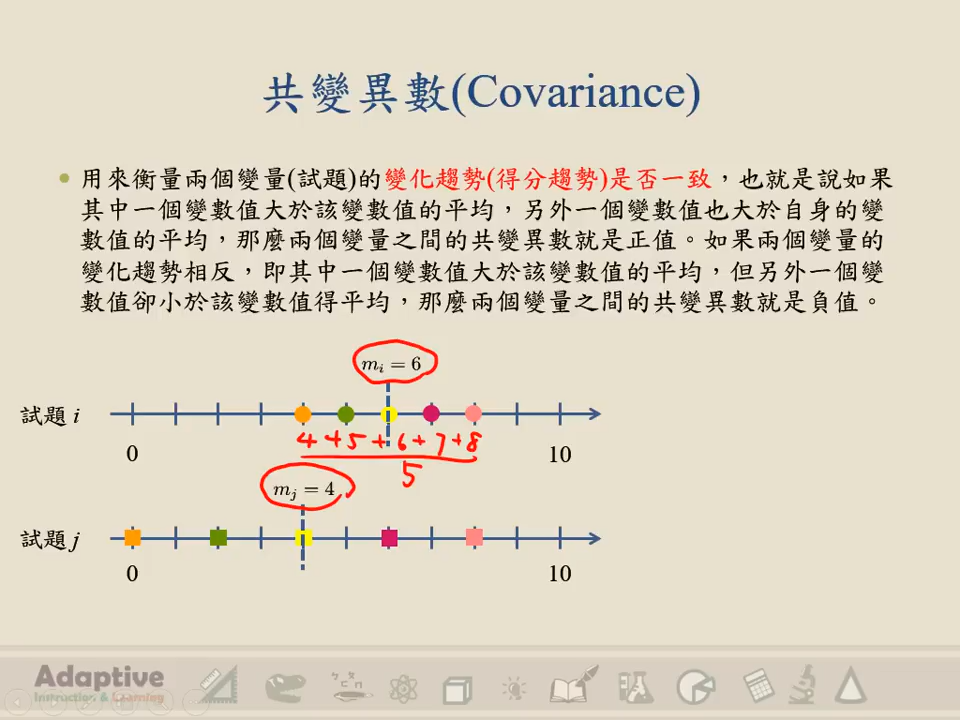 共變異數(Covariance)
用來衡量兩個變量(試題)的變化趨勢(得分趨勢)是否一致，也就是說如果
其中一個變數值大於該變數值的平均，另外一個變數值也大於自身的變
數值的平均，那麼兩個變量之間的共變異數就是正值。如果兩個變量的
變化趨勢相反，即其中一個變數值大於該變數值的平均，但另外一個變
數值卻小於該變數值得平均，那麼兩個變量之間的共變異數就是負值。
m_i = 6
試題 i
0
10
4+5+6+7+8
5
m_j = 4
試題 j
0
10
Adaptive
Instruction & Learning
ㄅㄆㄇ